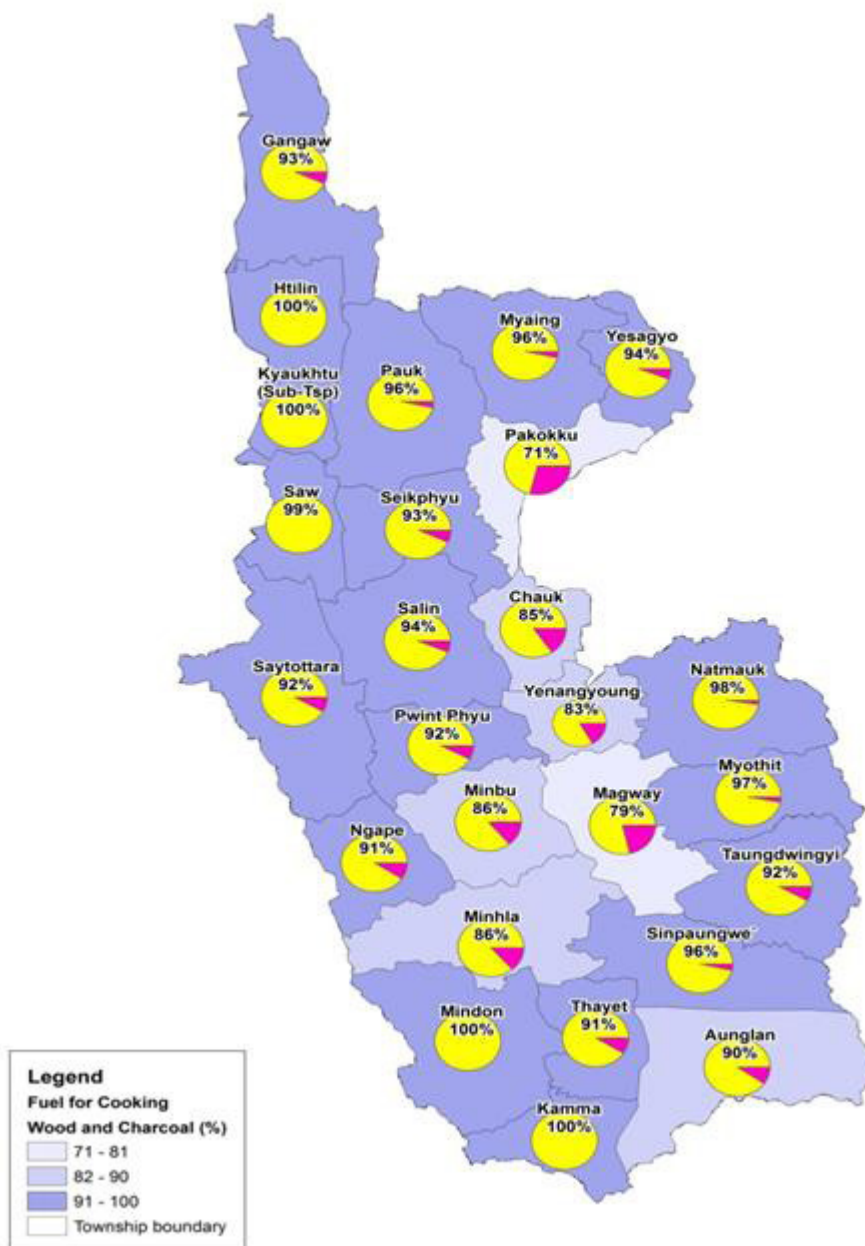 Gangaw
93%
Htilin
100%
Myaing
96%
Yesagyo
94%
Kyaukhtu
(Sub-Tsp)
100%
Pauk
96%
Pakokku
71%
Saw
99%
Seikphyu
93%
Chauk
85%
Salin
94%
Saytottara
92%
Natmauk
98%
Yenangyoung
83%
Pwint Phyu
92%
Myothit
97%
Minbu
86%
Magway
79%
Ngape
91%
Taungdwingyi
92%
Minhla
86%
Sinpaungwe
96%
Mindon
100%
Thayet
91%
Aunglan
90%
Kamma
100%
Legend
Fuel for Cooking
Wood and Charcoal (%)
71 - 81
82 - 90
91 - 100
Township boundary